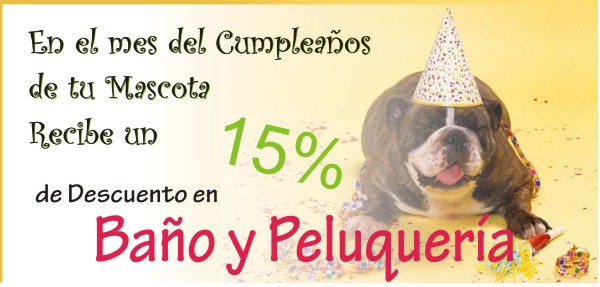 En el mes del Cumpleaños
de tu Mascota
Recibe un
15%
de Descuento en
Baño y Peluquería